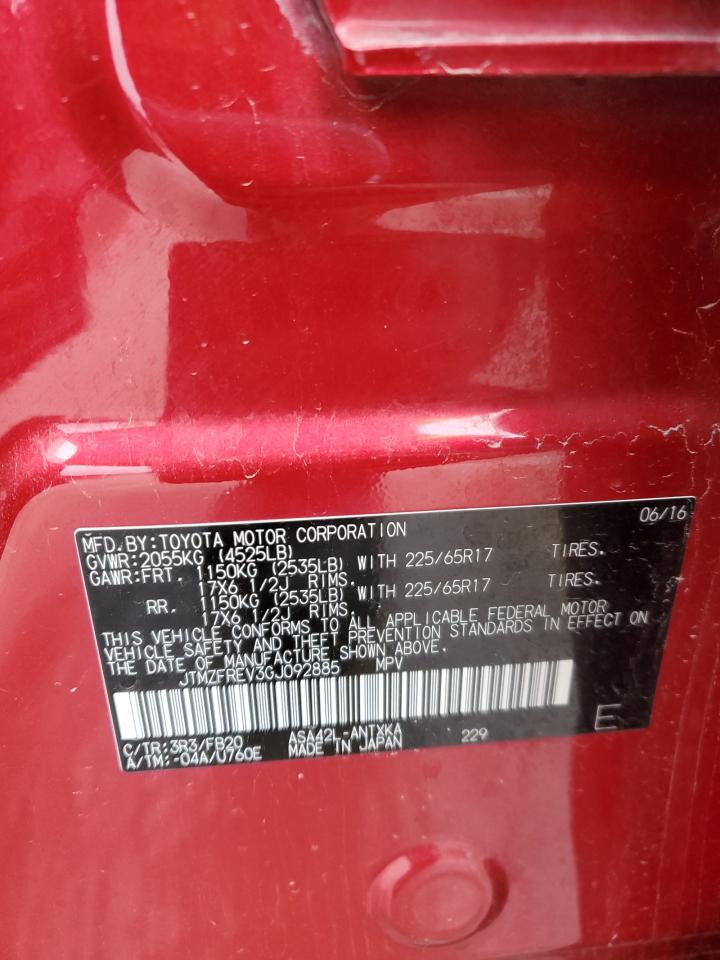 MFD.BY:TOYOTA MOTOR CORPORATION 06/16
GVWR:2055KG (4525LB)
GAWR:FRT. 1150KG (2535LB) WITH 225/65R17 TIRES.
17X6 1/2J RIMS.
RR. 1150KG (2535LB) WITH 225/65R17 TIRES.
17X6 1/2J RIMS.
THIS VEHICLE CONFORMS TO ALL APPLICABLE FEDERAL MOTOR
VEHICLE SAFETY AND THEFT PREVENTION STANDARDS IN EFFECT ON
THE DATE OF MANUFACTURE SHOWN ABOVE.
JTMZFREV3GJ092885 MPV
C/TR:3R3/FB20 ASA42L-ANTXKA 229 E
A/TM:-04A/U760E MADE IN JAPAN